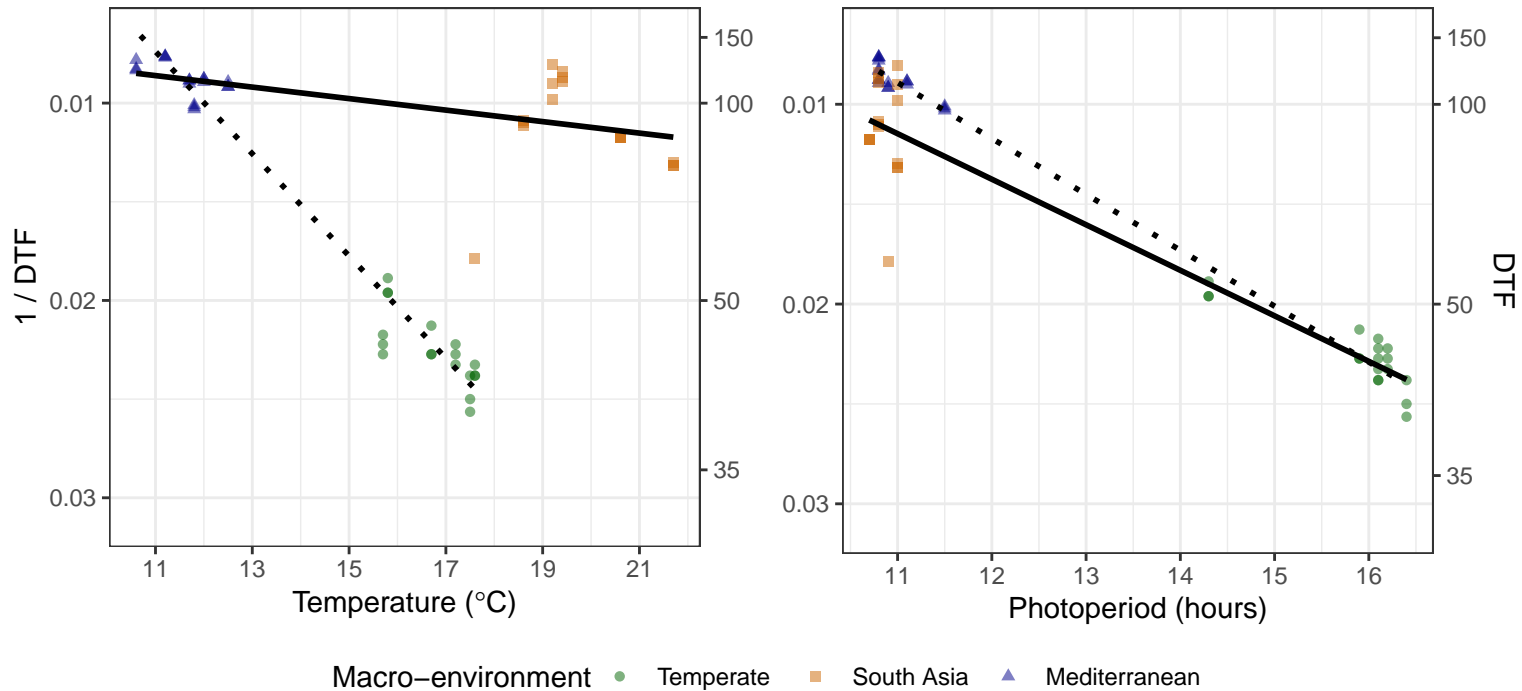 1 / DTF
0.01
0.02
0.03
150
100
50
35
11 13 15 17 19 21
Temperature (°C)
0.01
0.02
0.03
150
100
50
35
DTF
11 12 13 14 15 16
Photoperiod (hours)
Macro−environment Temperate South Asia Mediterranean